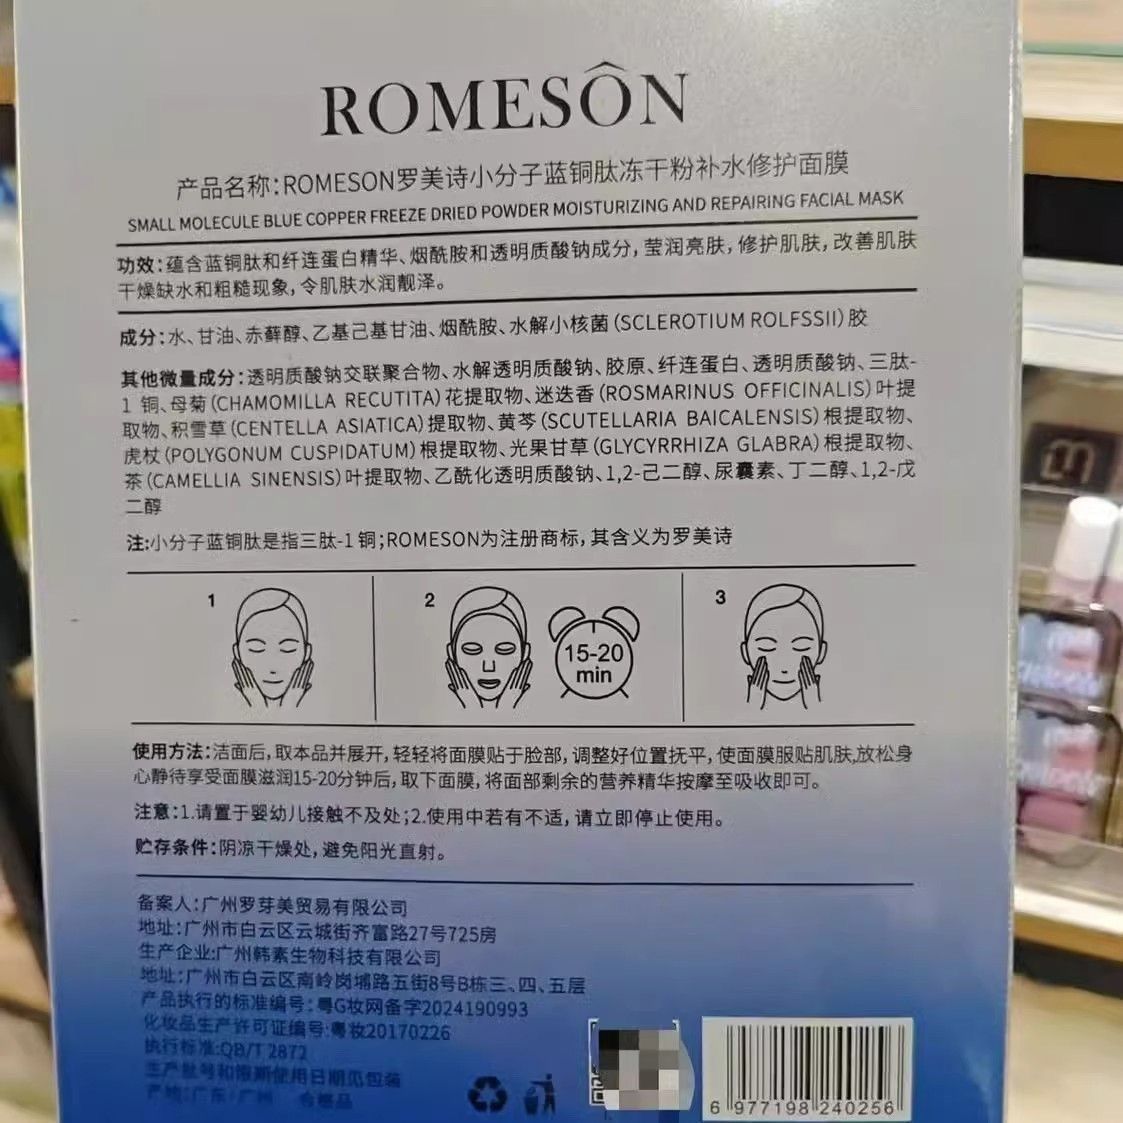 ROMESÔN
产品名称:ROMESON罗美诗小分子蓝铜肽冻干粉补水修护面膜
SMALL MOLECULE BLUE COPPER FREEZE DRIED POWDER MOISTURIZING AND REPAIRING FACIAL MASK
功效:蕴含蓝铜肽和纤连蛋白精华、烟酰胺和透明质酸钠成分,莹润亮肤,修护肌肤,改善肌肤
干燥缺水和粗糙现象,令肌肤水润靓泽。
成分:水、甘油、赤藓醇、乙基己基甘油、烟酰胺、水解小核菌(SCLEROTIUM ROLFSSII)胶
其他微量成分:透明质酸钠交联聚合物、水解透明质酸钠、胶原、纤连蛋白、透明质酸钠、三肽-
1 铜、母菊(CHAMOMILLA RECUTITA)花提取物、迷迭香(ROSMARINUS OFFICINALIS)叶提
取物、积雪草(CENTELLA ASIATICA)提取物、黄芩(SCUTELLARIA BAICALENSIS)根提取物、
虎杖(POLYGONUM CUSPIDATUM)根提取物、光果甘草(GLYCYRRHIZA GLABRA)根提取物、
茶(CAMELLIA SINENSIS)叶提取物、乙酰化透明质酸钠、1,2-己二醇、尿囊素、丁二醇、1,2-戊
二醇
注:小分子蓝铜肽是指三肽-1 铜;ROMESON为注册商标,其含义为罗美诗
1
2
15-20
min
3
使用方法:洁面后,取本品并展开,轻轻将面膜贴于脸部,调整好位置抚平,使面膜服贴肌肤,放松身
心静待享受面膜滋润15-20分钟后,取下面膜,将面部剩余的营养精华按摩至吸收即可。
注意:1.请置于婴幼儿接触不及处;2.使用中若有不适,请立即停止使用。
贮存条件:阴凉干燥处,避免阳光直射。
备案人:广州罗芽美贸易有限公司
地址:广州市白云区云城街齐富路27号725房
生产企业:广州韩素生物科技有限公司
地址:广州市白云区南岭岗埔路五街8号B栋三、四、五层
产品执行的标准编号:粤G妆网备字2024190993
化妆品生产许可证编号:粤妆20170226
执行标准:QB/T 2872
生产批号和限期使用日期见包装
产地:广东/广州 合格品
6 977198 240256